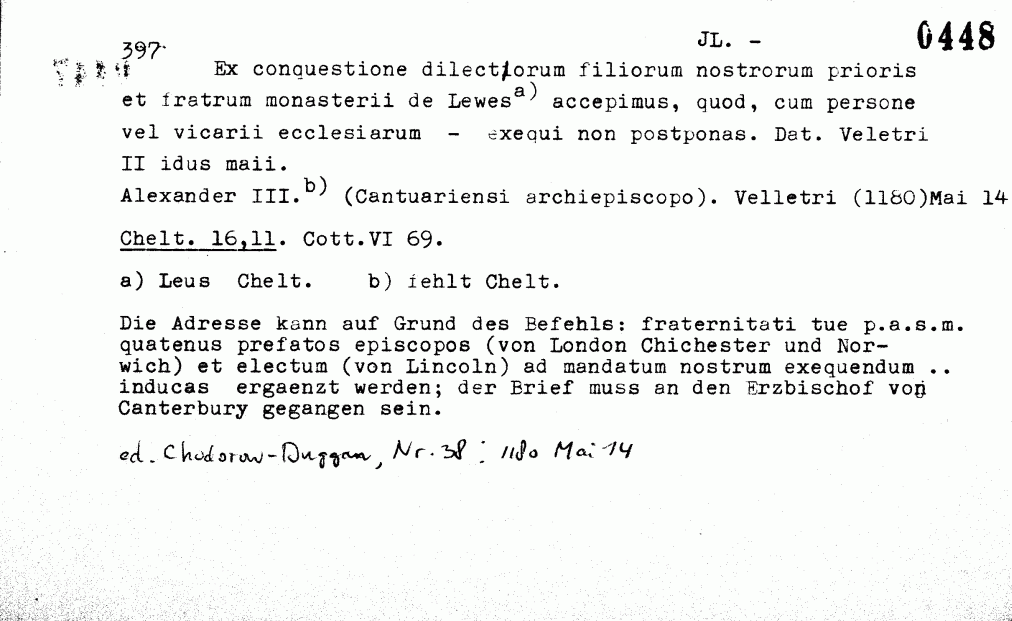 397. JL. - 0448
Ex conquestione dilectorum filiorum nostrorum prioris
et fratrum monasterii de Lewes a) accepimus, quod, cum persone
vel vicarii ecclesiarum - exequi non postponas. Dat. Veletri
II idus maii.
Alexander III. b) (Cantuariensi archiepiscopo). Velletri (1180)Mai 14
Chelt. 16,11. Cott.VI 69.
a) Leus Chelt. b) fehlt Chelt.
Die Adresse kann auf Grund des Befehls: fraternitati tue p.a.s.m.
quatenus prefatos episcopos (von London Chichester und Nor-
wich) et electum (von Lincoln) ad mandatum nostrum exequendum ..
inducas ergaenzt werden; der Brief muss an den Erzbischof von
Canterbury gegangen sein.
ed. Chodorow-Duggan, Nr. 38 : 1180 Mai 14